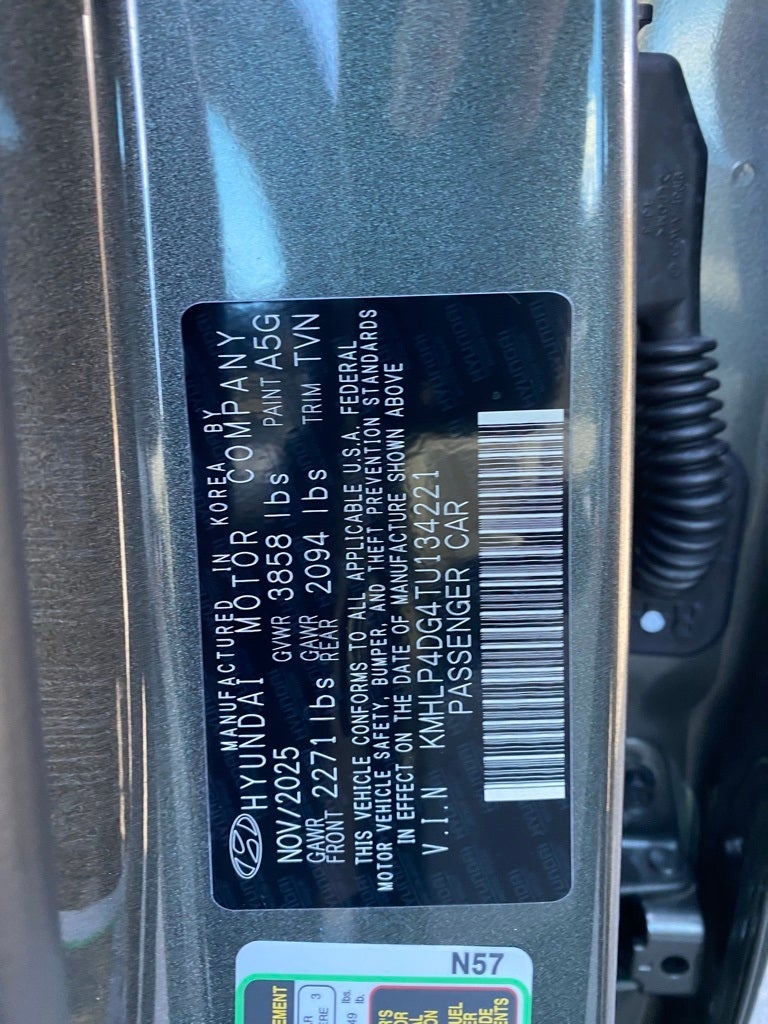 MANUFACTURED IN KOREA BY
HYUNDAI MOTOR COMPANY
NOV/2025 GVWR 3858 lbs PAINT A5G
GAWR FRONT 2271 lbs GAWR REAR 2094 lbs TRIM TVN
THIS VEHICLE CONFORMS TO ALL APPLICABLE U.S.A. FEDERAL
MOTOR VEHICLE SAFETY, BUMPER, AND THEFT PREVENTION STANDARDS
IN EFFECT ON THE DATE OF MANUFACTURE SHOWN ABOVE
V.I.N KMHLP4DG4TU134221
PASSENGER CAR
N57